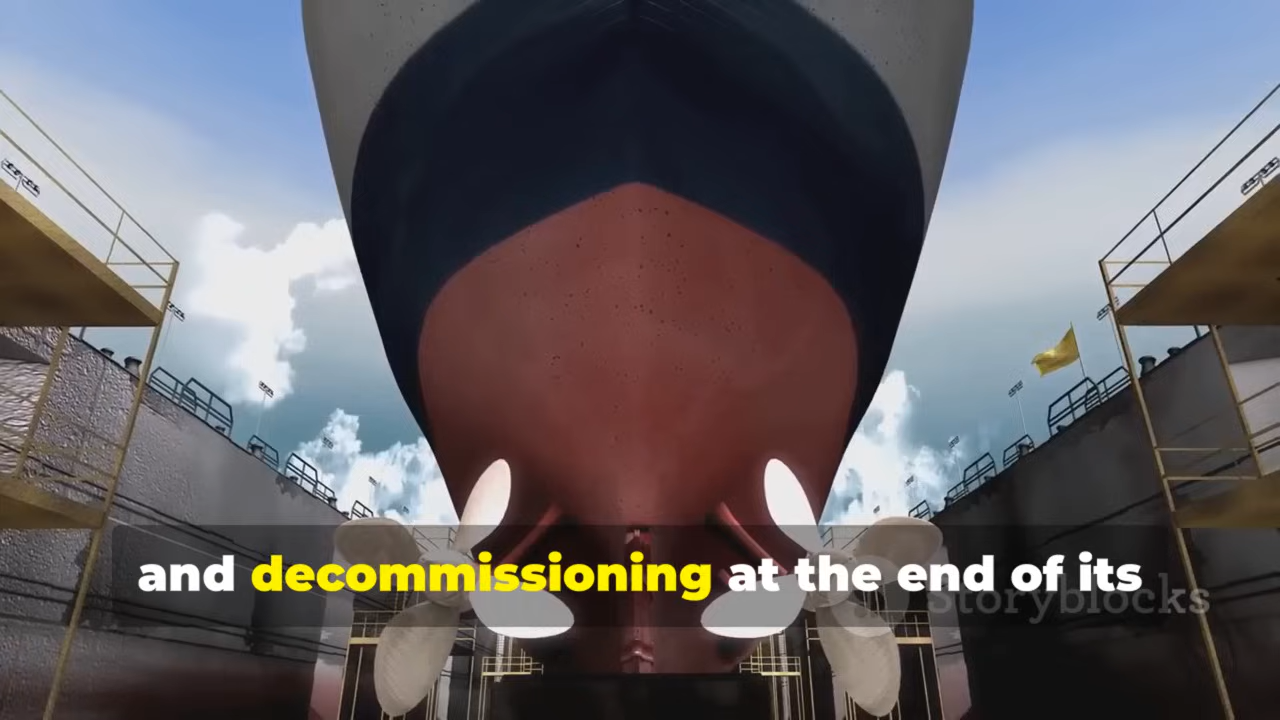 and decommissioning at the end of its
Storyblocks